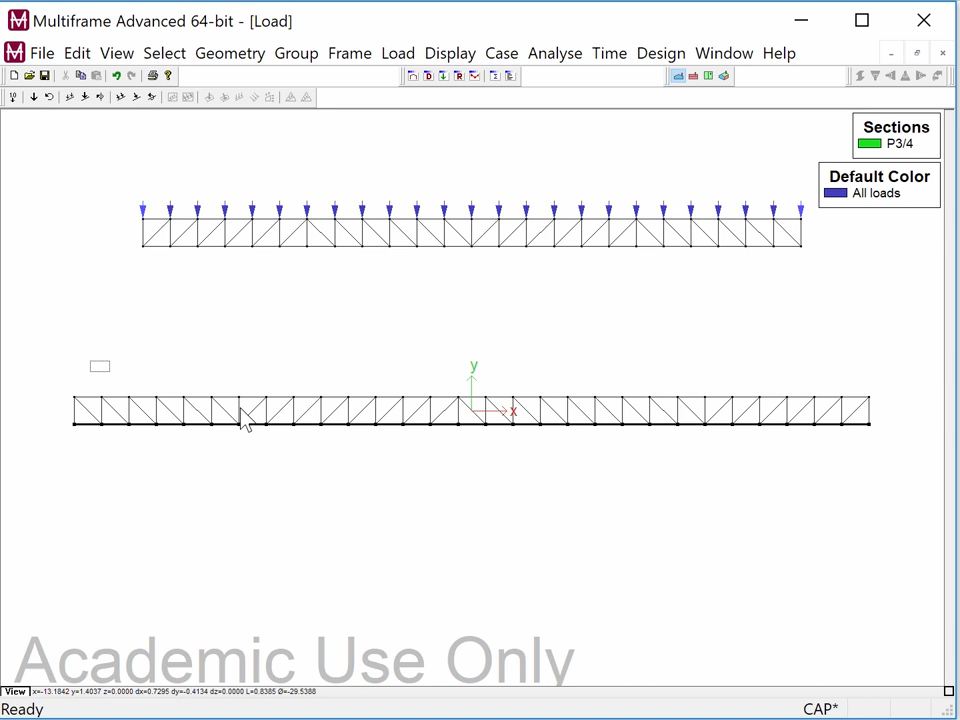 Multiframe Advanced 64-bit - [Load]
File Edit View Select Geometry Group Frame Load Display Case Analyse Time Design Window Help
Sections
P3/4
Default Color
All loads
y
x
Academic Use Only
View x=-13.1842 y=1.4037 z=0.0000 dx=0.7295 dy=-0.4134 dz=0.0000 L=0.8385 Ø=-29.5388
Ready CAP*